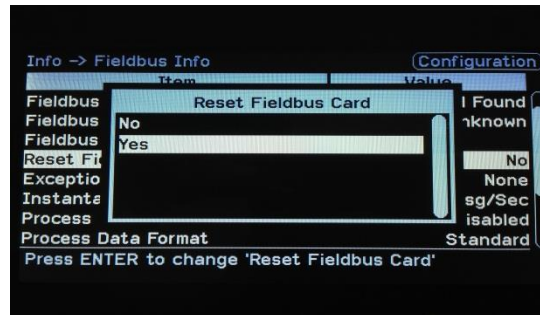 Info -> Fieldbus Info
Configuration
Item
Value
Fieldbus
Reset Fieldbus Card
l Found
Fieldbus
No
nknown
Fieldbus
Yes
Reset Fi
No
Exceptio
None
Instanta
sg/Sec
Process
isabled
Process Data Format
Standard
Press ENTER to change 'Reset Fieldbus Card'